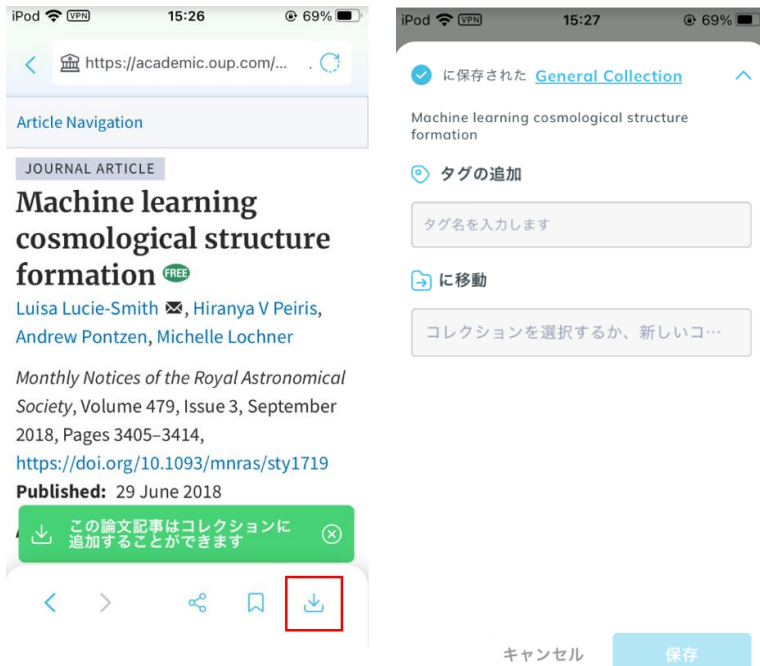 iPod VPN 15:26 69%
https://academic.oup.com/... .
Article Navigation
JOURNAL ARTICLE
Machine learning
cosmological structure
formation FREE
Luisa Lucie-Smith, Hiranya V Peiris,
Andrew Pontzen, Michelle Lochner
Monthly Notices of the Royal Astronomical
Society, Volume 479, Issue 3, September
2018, Pages 3405–3414,
https://doi.org/10.1093/mnras/sty1719
Published: 29 June 2018
この論文記事はコレクションに
追加することができます
iPod VPN 15:27 69%
に保存された General Collection
Machine learning cosmological structure
formation
タグの追加
タグ名を入力します
に移動
コレクションを選択するか、新しいコ…
キャンセル 保存